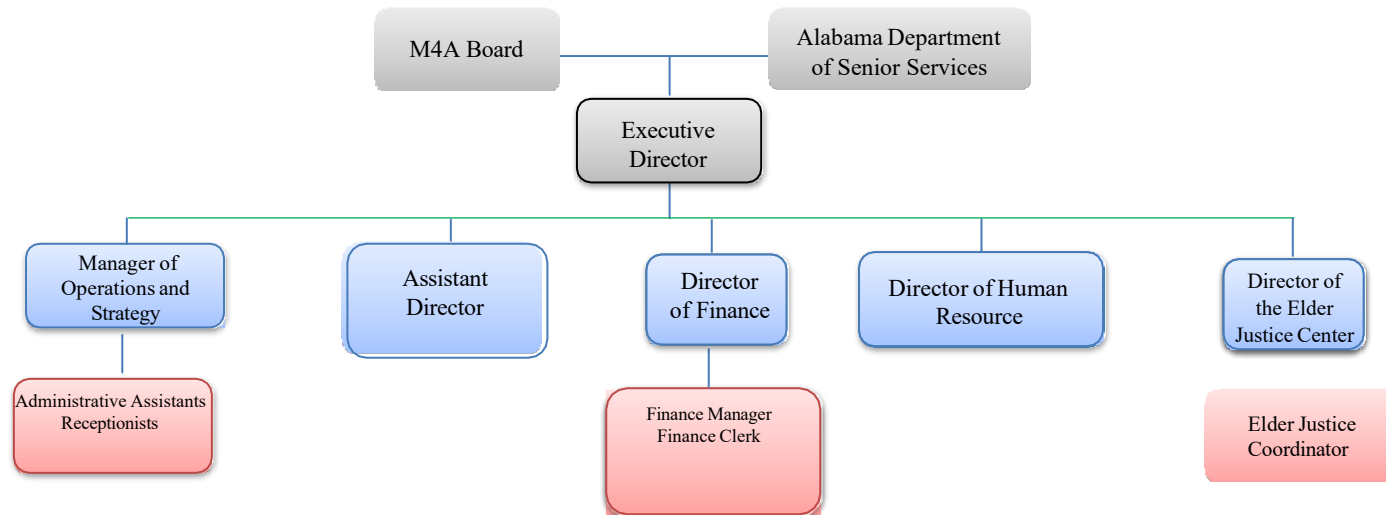 M4A Board
Alabama Department
of Senior Services
Executive
Director
Manager of
Operations and
Strategy
Assistant
Director
Director
of Finance
Director of Human
Resource
Director of
the Elder
Justice Center
Administrative Assistants
Receptionists
Finance Manager
Finance Clerk
Elder Justice
Coordinator